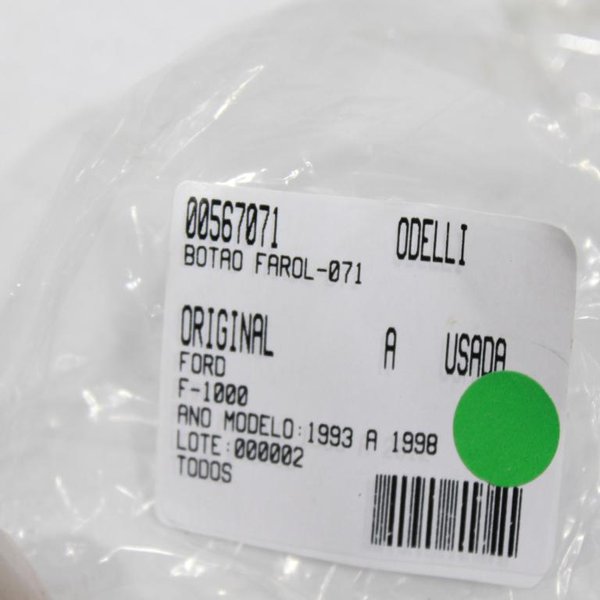 00567071 ODELLI
BOTAO FAROL-071
ORIGINAL A USADA
FORD
F-1000
ANO MODELO:1993 A 1998
LOTE:000002
TODOS